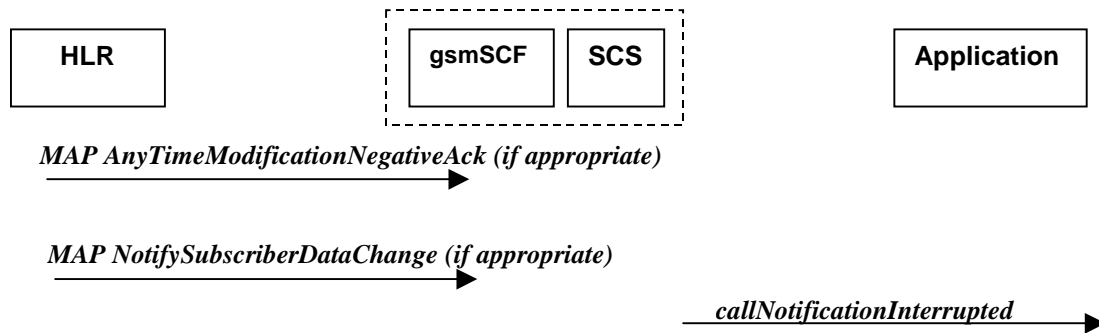 HLR
gsmSCF
SCS
Application
MAP AnyTimeModificationNegativeAck (if appropriate)
MAP NotifySubscriberDataChange (if appropriate)
callNotificationInterrupted